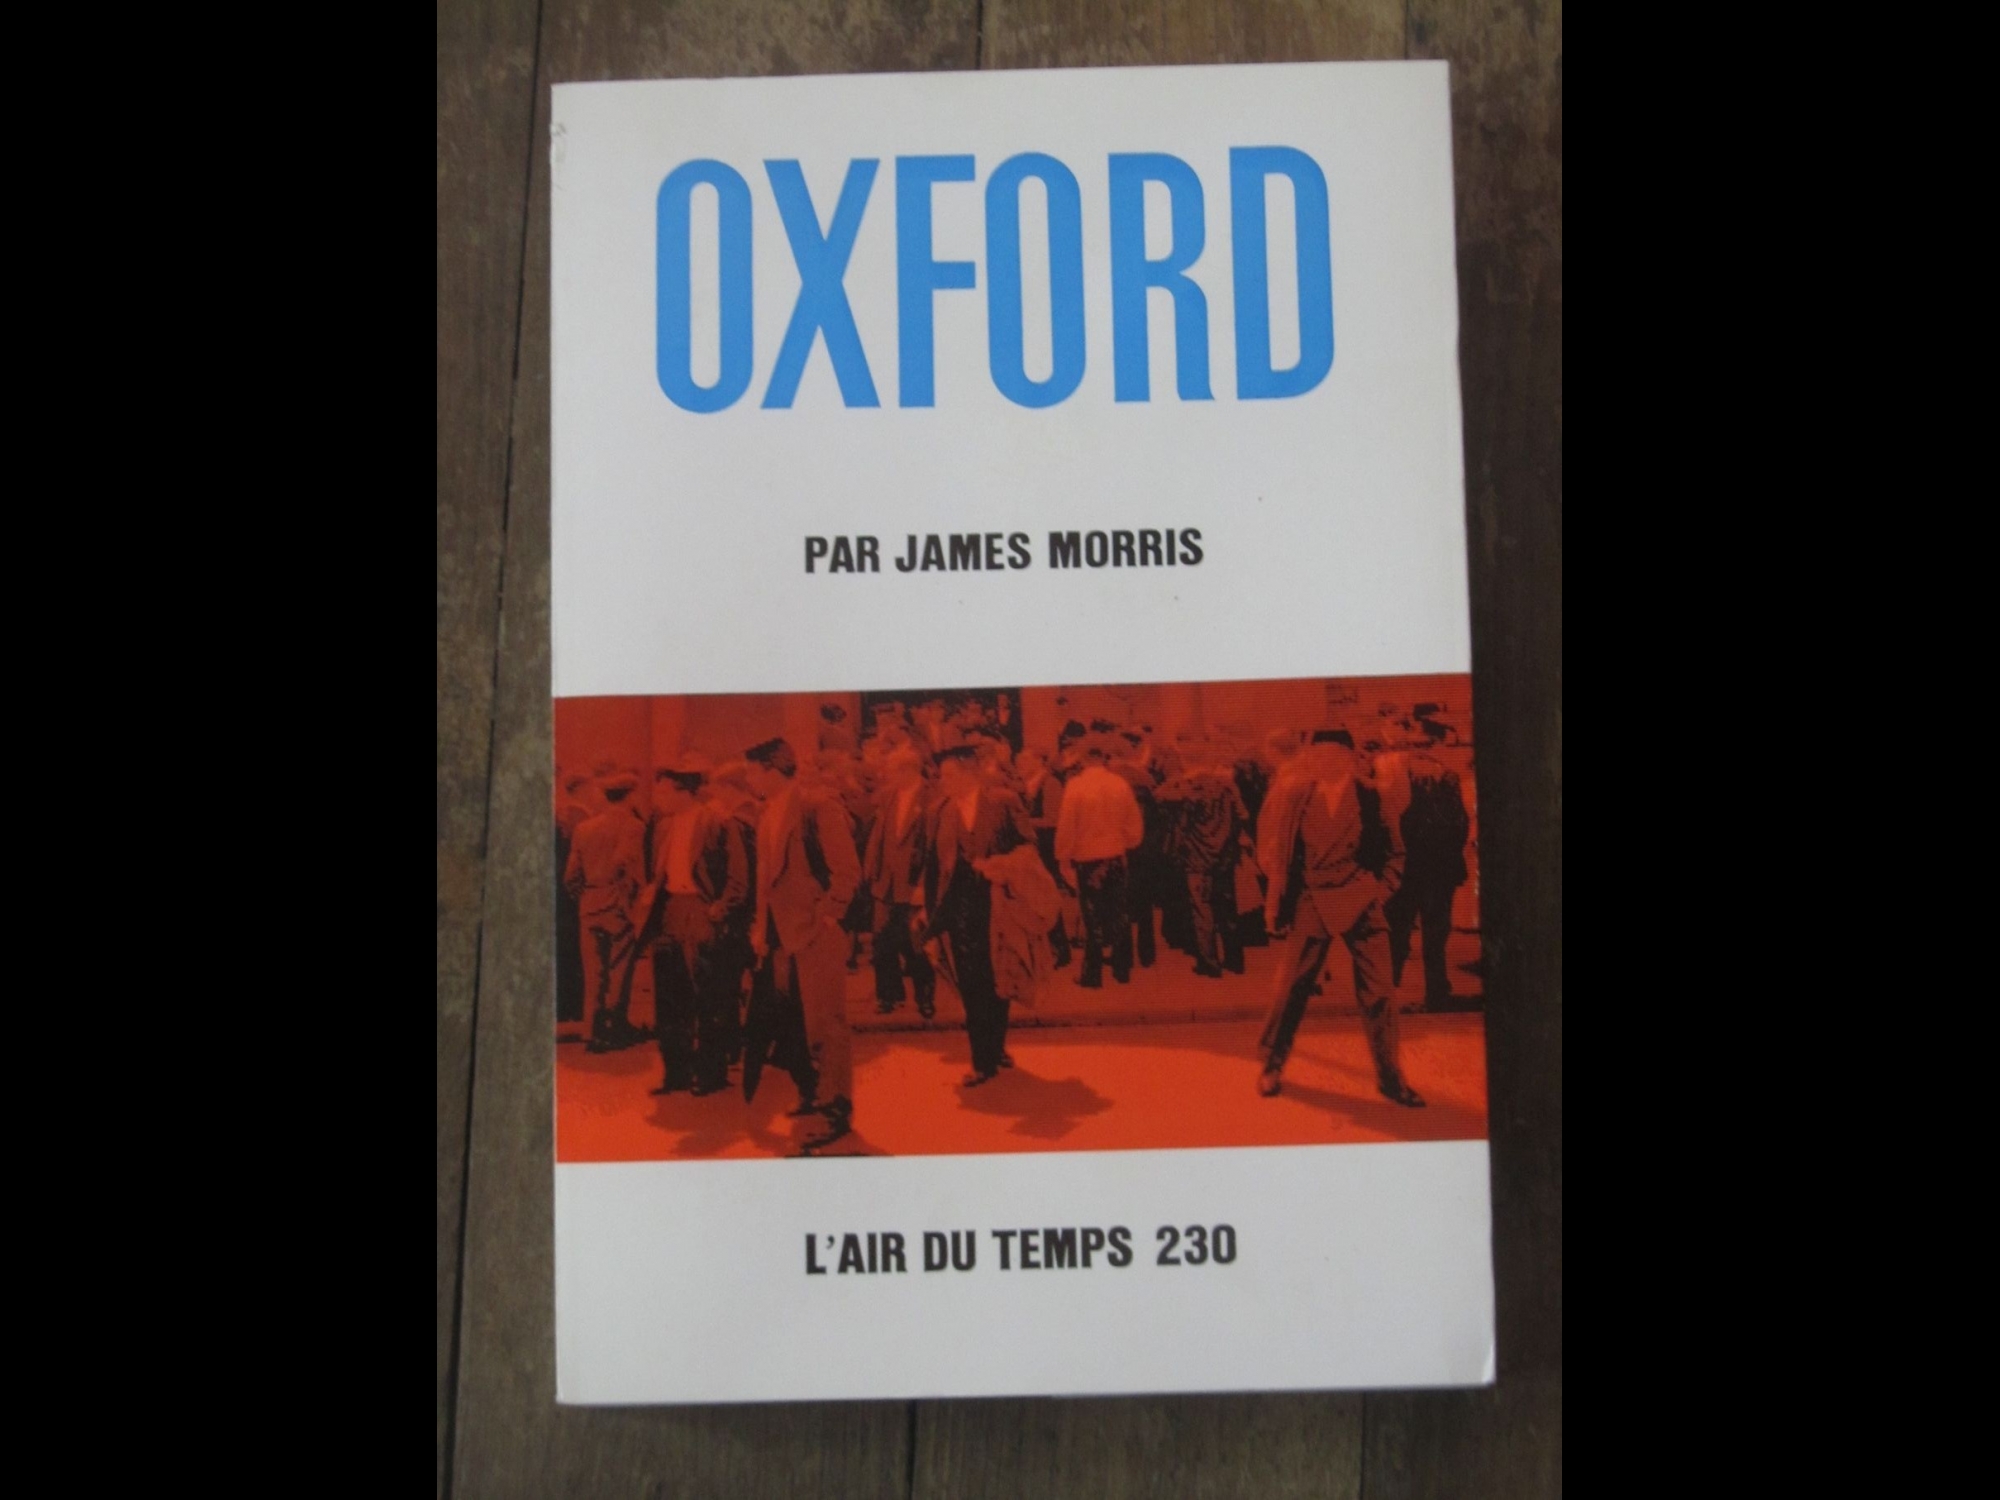 OXFORD
PAR JAMES MORRIS
L'AIR DU TEMPS 230